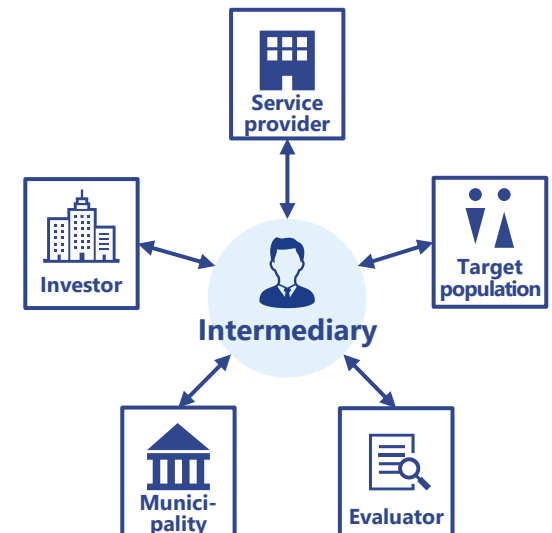 Service
provider
Investor
Target
population
Intermediary
Munici-
pality
Evaluator